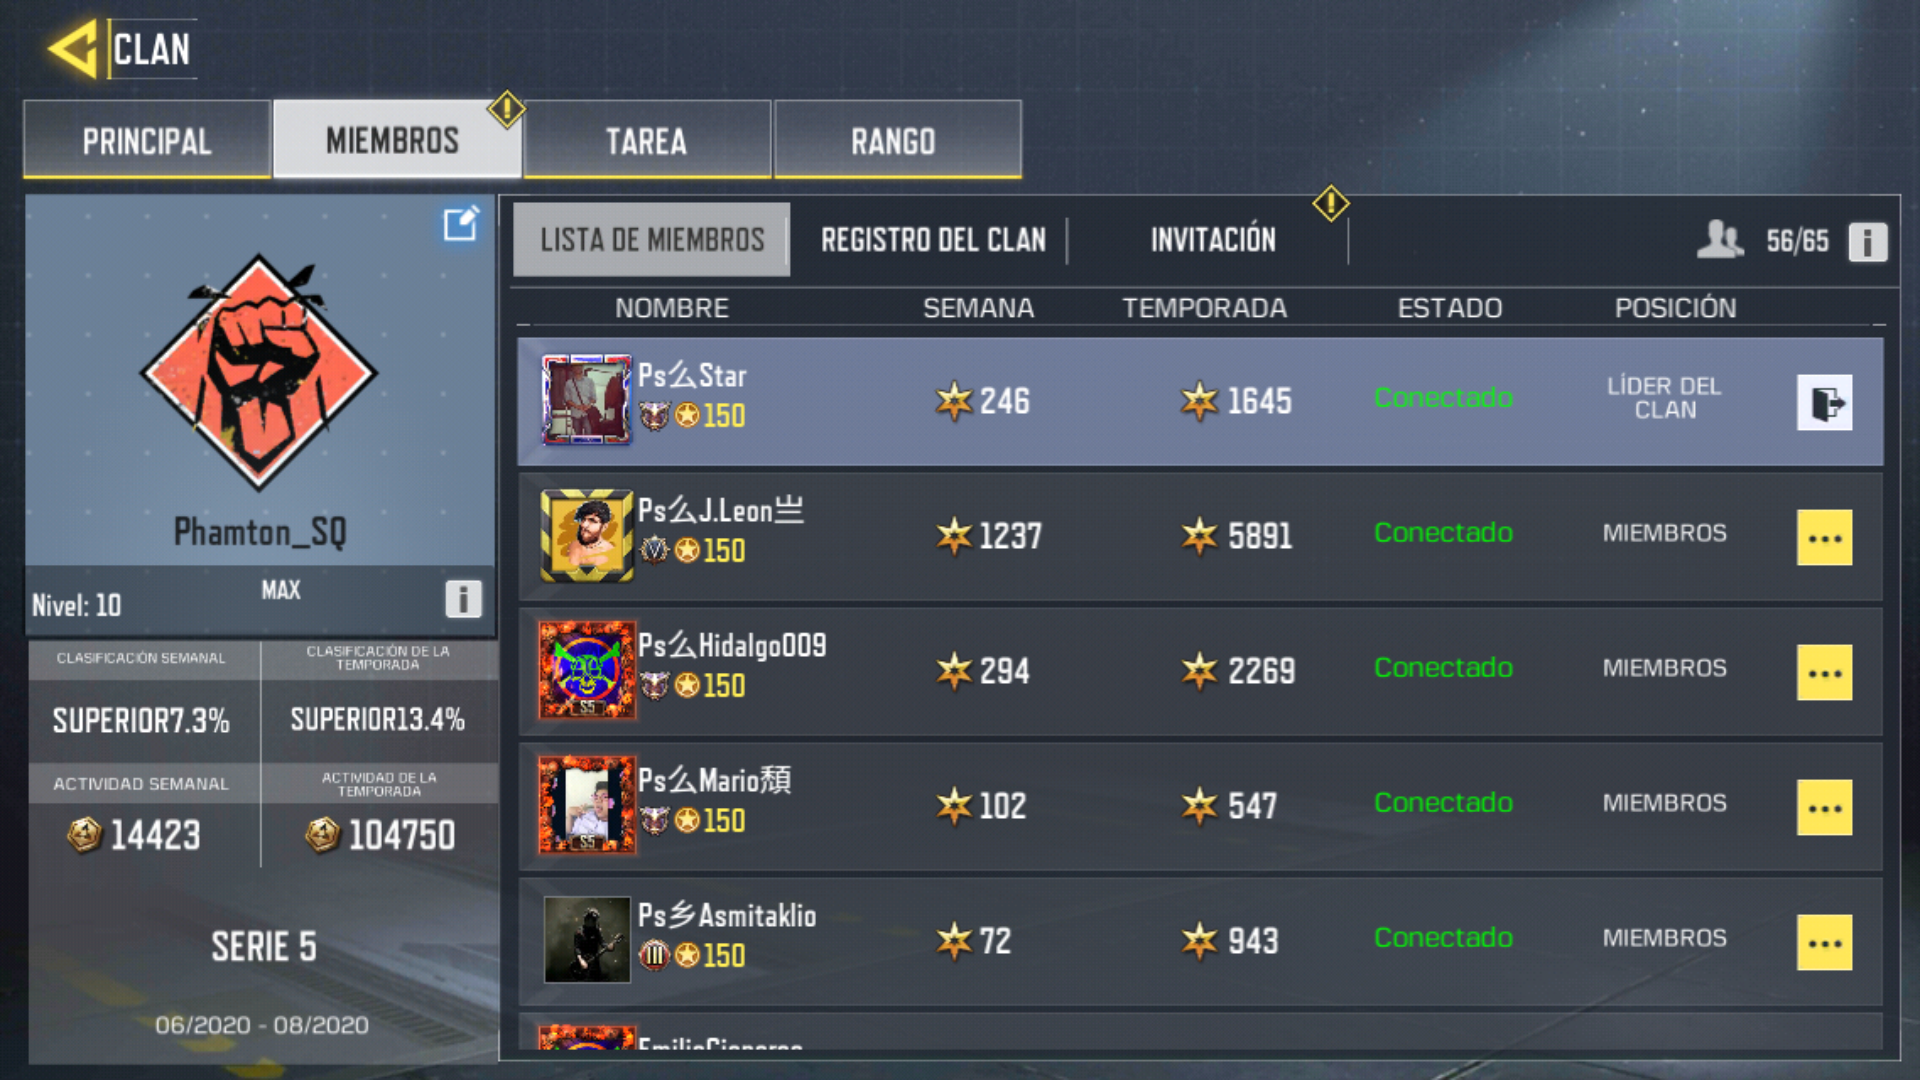 CLAN
PRINCIPAL
MIEMBROS
TAREA
RANGO
Phamton_SQ
Nivel: 10
MAX
CLASIFICACIÓN SEMANAL
CLASIFICACIÓN DE LA
TEMPORADA
SUPERIOR7.3%
SUPERIOR13.4%
ACTIVIDAD SEMANAL
ACTIVIDAD DE LA
TEMPORADA
14423
104750
SERIE 5
06/2020 - 08/2020
LISTA DE MIEMBROS
REGISTRO DEL CLAN
INVITACIÓN
56/65
NOMBRE SEMANA TEMPORADA ESTADO POSICIÓN
Ps么Star
150
246
1645
Conectado
LÍDER DEL
CLAN
Ps么J.Leon亗
150
1237
5891
Conectado
MIEMBROS
Ps么Hidalgo009
150
294
2269
Conectado
MIEMBROS
S5
Ps么Mario頹
150
102
547
Conectado
MIEMBROS
S5
Ps乡Asmitaklio
150
72
943
Conectado
MIEMBROS